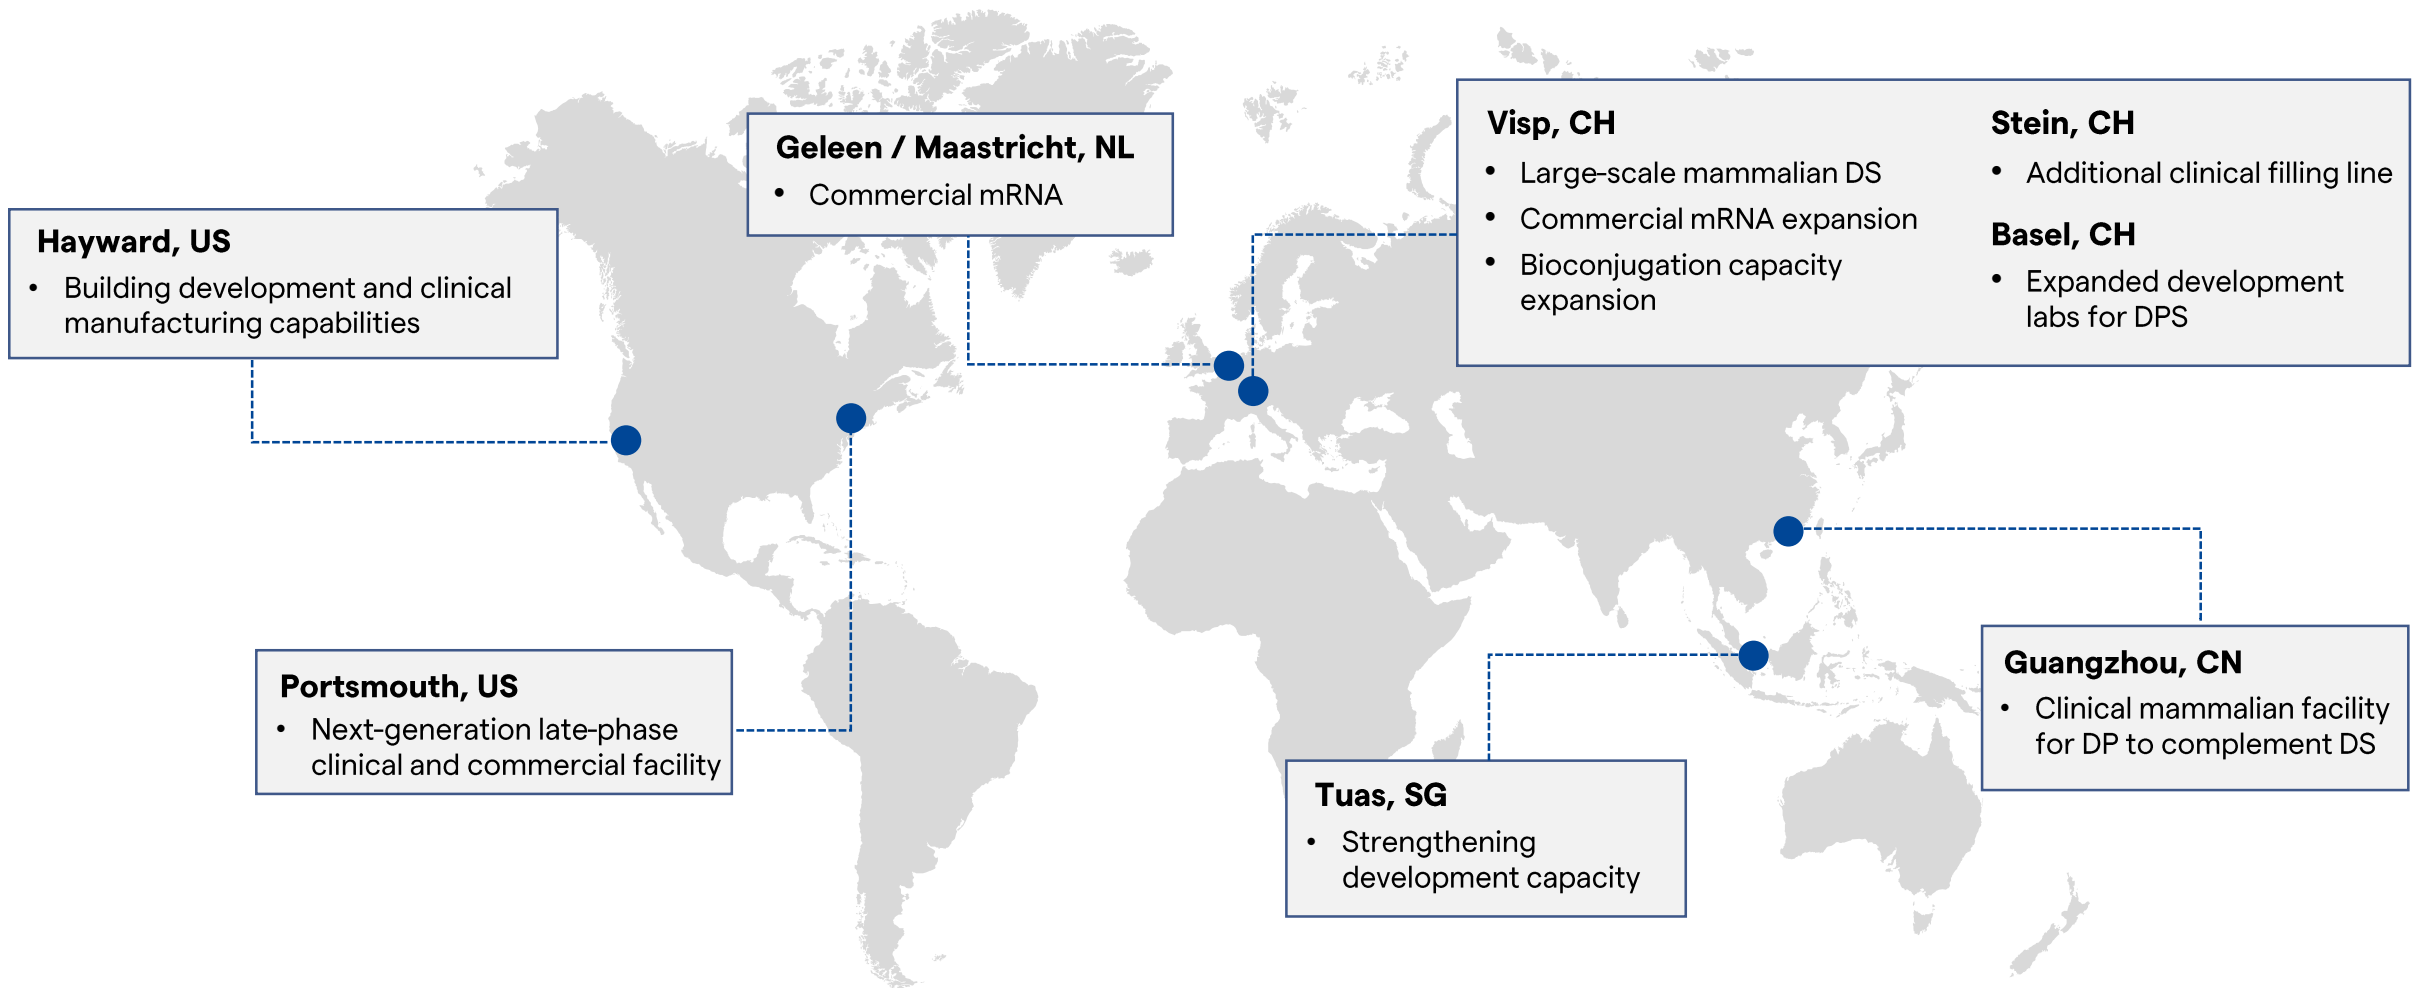 Geleen / Maastricht, NL
• Commercial mRNA
Hayward, US
• Building development and clinical
manufacturing capabilities
Visp, CH
• Large-scale mammalian DS
• Commercial mRNA expansion
• Bioconjugation capacity
expansion
Stein, CH
• Additional clinical filling line
Basel, CH
• Expanded development
labs for DPS
Portsmouth, US
• Next-generation late-phase
clinical and commercial facility
Tuas, SG
• Strengthening
development capacity
Guangzhou, CN
• Clinical mammalian facility
for DP to complement DS